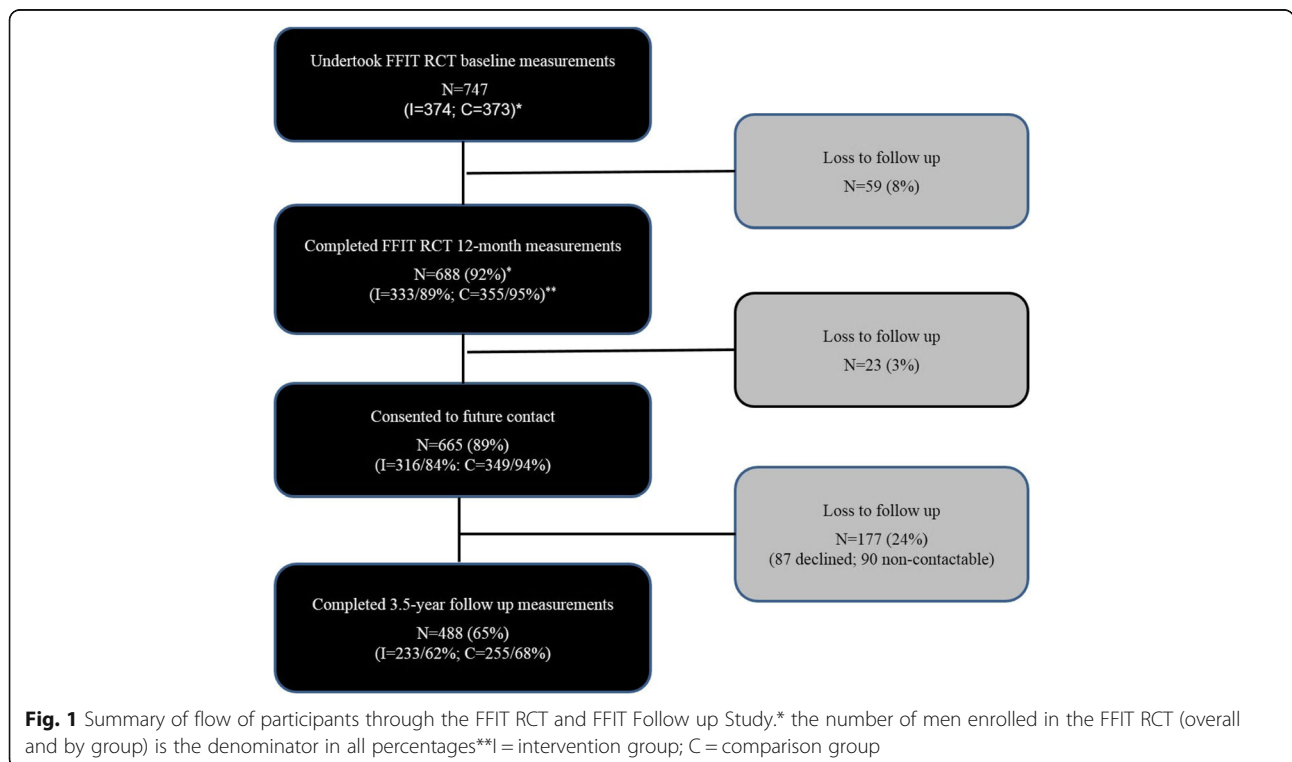 Undertook FFIT RCT baseline measurements
N=747
(I=374; C=373)*
Loss to follow up
N=59 (8%)
Completed FFIT RCT 12-month measurements
N=688 (92%)*
(I=333/89%; C=355/95%)**
Loss to follow up
N=23 (3%)
Consented to future contact
N=665 (89%)
(I=316/84%: C=349/94%)
Loss to follow up
N=177 (24%)
(87 declined; 90 non-contactable)
Completed 3.5-year follow up measurements
N=488 (65%)
(I=233/62%; C=255/68%)
Fig. 1 Summary of flow of participants through the FFIT RCT and FFIT Follow up Study.* the number of men enrolled in the FFIT RCT (overall
and by group) is the denominator in all percentages**I = intervention group; C = comparison group